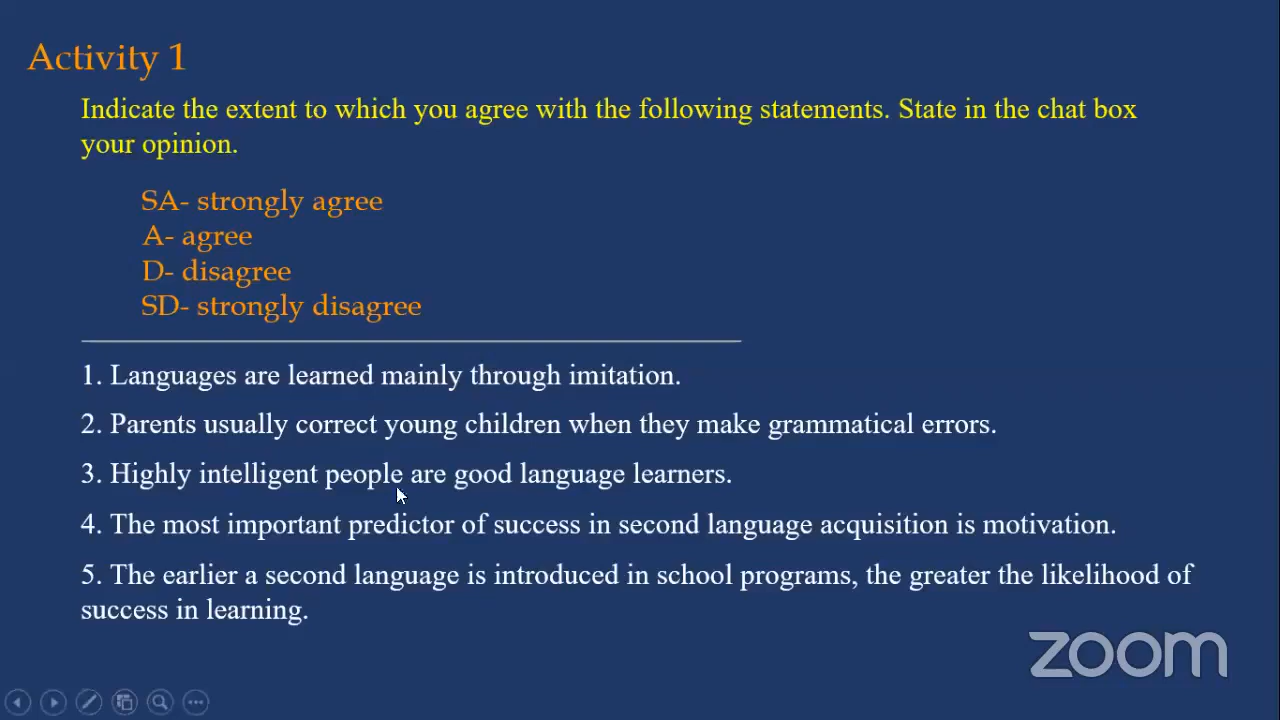 Activity 1
Indicate the extent to which you agree with the following statements. State in the chat box
your opinion.
SA- strongly agree
A- agree
D- disagree
SD- strongly disagree
1. Languages are learned mainly through imitation.
2. Parents usually correct young children when they make grammatical errors.
3. Highly intelligent people are good language learners.
4. The most important predictor of success in second language acquisition is motivation.
5. The earlier a second language is introduced in school programs, the greater the likelihood of
success in learning.
zoom